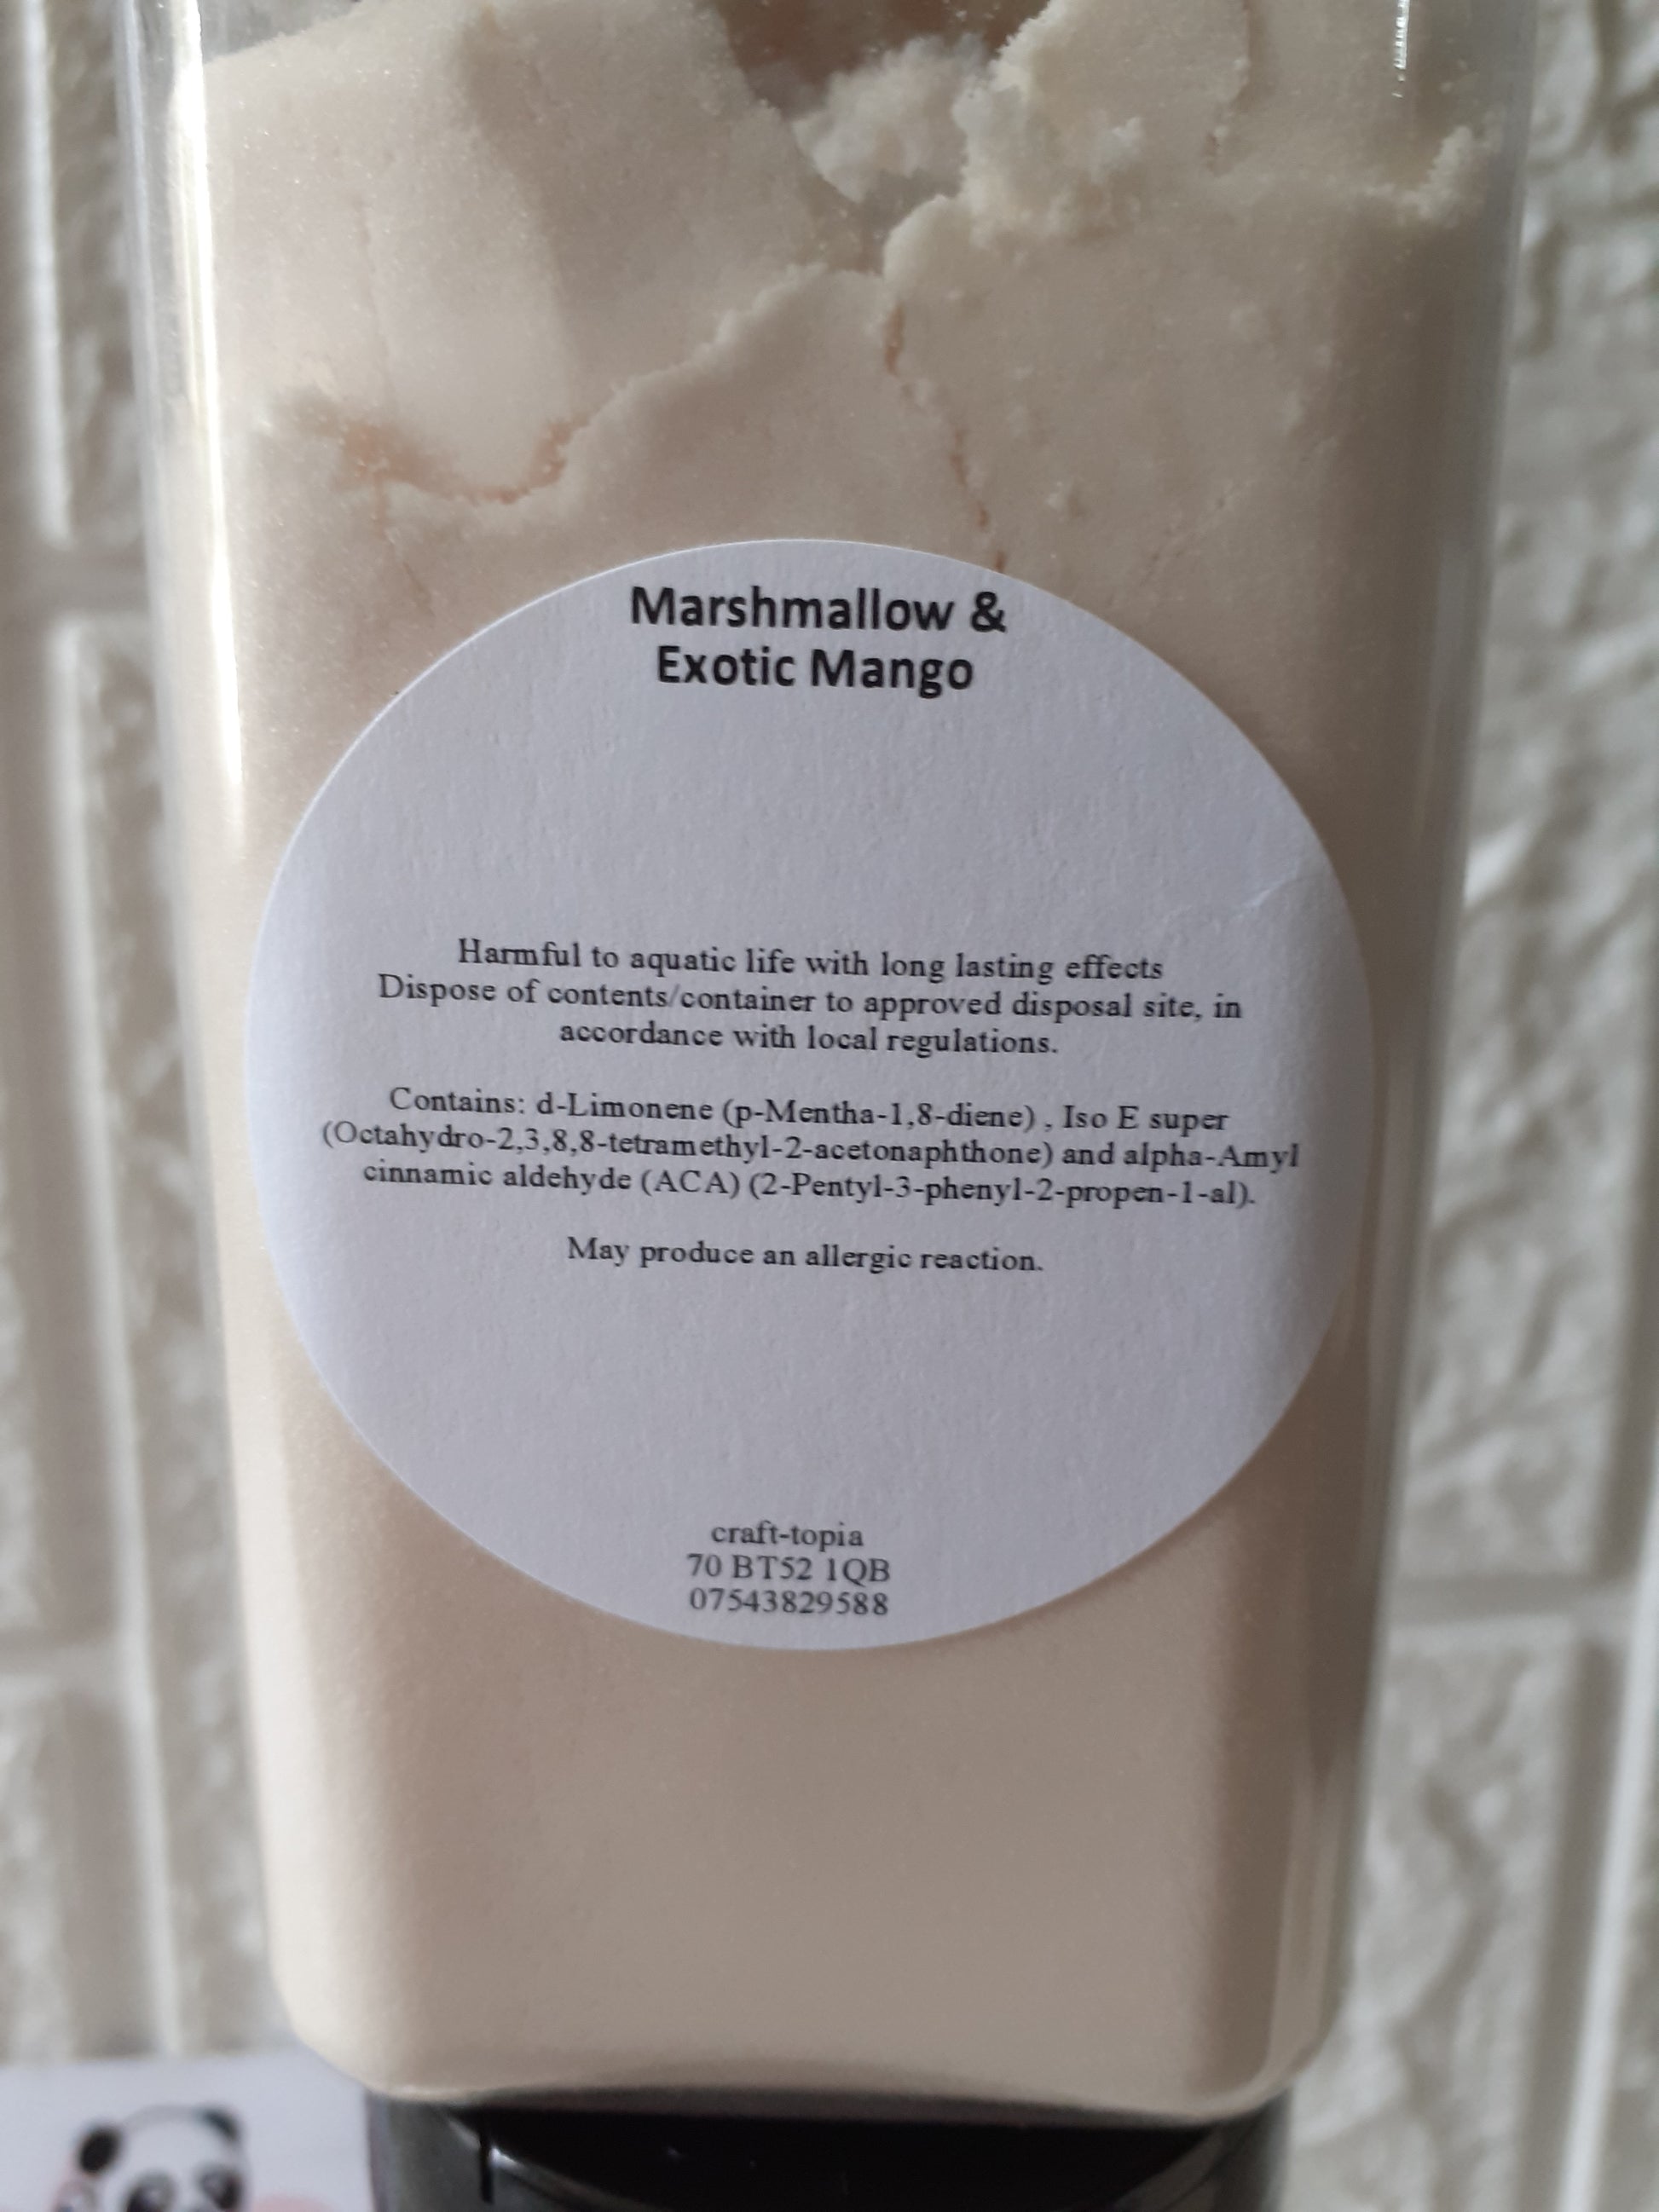 Marshmallow &
Exotic Mango
Harmful to aquatic life with long lasting effects
Dispose of contents/container to approved disposal site, in
accordance with local regulations.
Contains: d-Limonene (p-Mentha-1,8-diene) , Iso E super
(Octahydro-2,3,8,8-tetramethyl-2-acetonaphthone) and alpha-Amyl
cinnamic aldehyde (ACA) (2-Pentyl-3-phenyl-2-propen-1-al).
May produce an allergic reaction.
craft-topia
70 BT52 1QB
07543829588